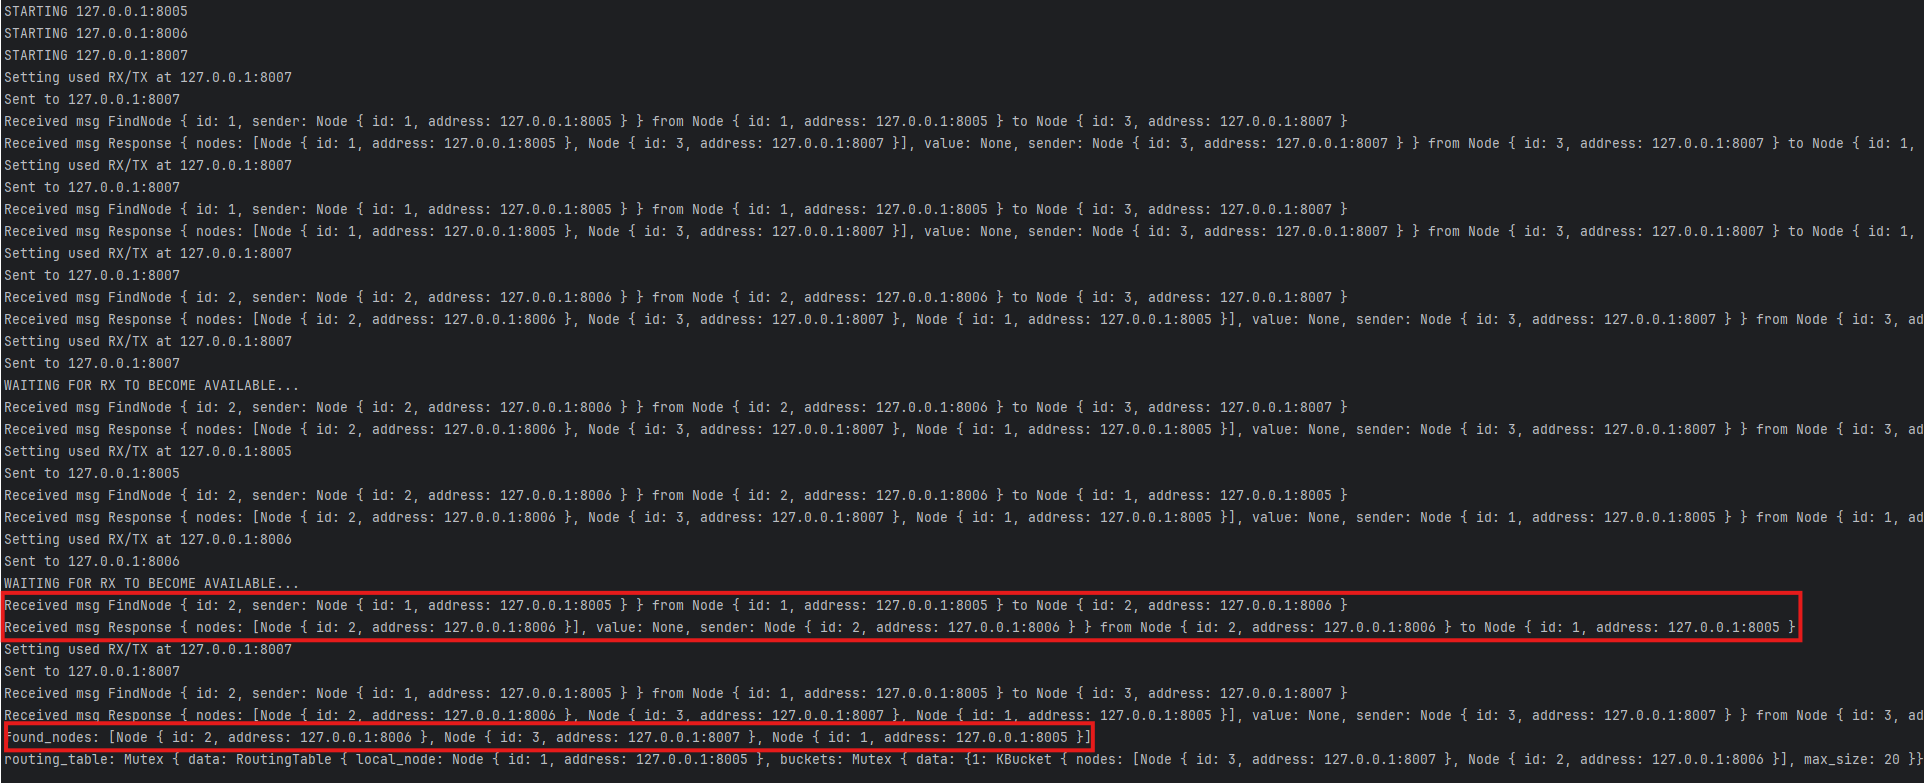 STARTING 127.0.0.1:8005
STARTING 127.0.0.1:8006
STARTING 127.0.0.1:8007
Setting used RX/TX at 127.0.0.1:8007
Sent to 127.0.0.1:8007
Received msg FindNode { id: 1, sender: Node { id: 1, address: 127.0.0.1:8005 } } from Node { id: 1, address: 127.0.0.1:8005 } to Node { id: 3, address: 127.0.0.1:8007 }
Received msg Response { nodes: [Node { id: 1, address: 127.0.0.1:8005 }, Node { id: 3, address: 127.0.0.1:8007 }], value: None, sender: Node { id: 3, address: 127.0.0.1:8007 } } from Node { id: 3, address: 127.0.0.1:8007 } to Node { id: 1,
Setting used RX/TX at 127.0.0.1:8007
Sent to 127.0.0.1:8007
Received msg FindNode { id: 1, sender: Node { id: 1, address: 127.0.0.1:8005 } } from Node { id: 1, address: 127.0.0.1:8005 } to Node { id: 3, address: 127.0.0.1:8007 }
Received msg Response { nodes: [Node { id: 1, address: 127.0.0.1:8005 }, Node { id: 3, address: 127.0.0.1:8007 }], value: None, sender: Node { id: 3, address: 127.0.0.1:8007 } } from Node { id: 3, address: 127.0.0.1:8007 } to Node { id: 1,
Setting used RX/TX at 127.0.0.1:8007
Sent to 127.0.0.1:8007
Received msg FindNode { id: 2, sender: Node { id: 2, address: 127.0.0.1:8006 } } from Node { id: 2, address: 127.0.0.1:8006 } to Node { id: 3, address: 127.0.0.1:8007 }
Received msg Response { nodes: [Node { id: 2, address: 127.0.0.1:8006 }, Node { id: 3, address: 127.0.0.1:8007 }, Node { id: 1, address: 127.0.0.1:8005 }], value: None, sender: Node { id: 3, address: 127.0.0.1:8007 } } from Node { id: 3, ad
Setting used RX/TX at 127.0.0.1:8007
Sent to 127.0.0.1:8007
WAITING FOR RX TO BECOME AVAILABLE...
Received msg FindNode { id: 2, sender: Node { id: 2, address: 127.0.0.1:8006 } } from Node { id: 2, address: 127.0.0.1:8006 } to Node { id: 3, address: 127.0.0.1:8007 }
Received msg Response { nodes: [Node { id: 2, address: 127.0.0.1:8006 }, Node { id: 3, address: 127.0.0.1:8007 }, Node { id: 1, address: 127.0.0.1:8005 }], value: None, sender: Node { id: 3, address: 127.0.0.1:8007 } } from Node { id: 3, ad
Setting used RX/TX at 127.0.0.1:8005
Sent to 127.0.0.1:8005
Received msg FindNode { id: 2, sender: Node { id: 2, address: 127.0.0.1:8006 } } from Node { id: 2, address: 127.0.0.1:8006 } to Node { id: 1, address: 127.0.0.1:8005 }
Received msg Response { nodes: [Node { id: 2, address: 127.0.0.1:8006 }, Node { id: 3, address: 127.0.0.1:8007 }, Node { id: 1, address: 127.0.0.1:8005 }], value: None, sender: Node { id: 1, address: 127.0.0.1:8005 } } from Node { id: 1, ad
Setting used RX/TX at 127.0.0.1:8006
Sent to 127.0.0.1:8006
WAITING FOR RX TO BECOME AVAILABLE...
Received msg FindNode { id: 2, sender: Node { id: 1, address: 127.0.0.1:8005 } } from Node { id: 1, address: 127.0.0.1:8005 } to Node { id: 2, address: 127.0.0.1:8006 }
Received msg Response { nodes: [Node { id: 2, address: 127.0.0.1:8006 }], value: None, sender: Node { id: 2, address: 127.0.0.1:8006 } } from Node { id: 2, address: 127.0.0.1:8006 } to Node { id: 1, address: 127.0.0.1:8005 }
Setting used RX/TX at 127.0.0.1:8007
Sent to 127.0.0.1:8007
Received msg FindNode { id: 2, sender: Node { id: 1, address: 127.0.0.1:8005 } } from Node { id: 1, address: 127.0.0.1:8005 } to Node { id: 3, address: 127.0.0.1:8007 }
Received msg Response { nodes: [Node { id: 2, address: 127.0.0.1:8006 }, Node { id: 3, address: 127.0.0.1:8007 }, Node { id: 1, address: 127.0.0.1:8005 }], value: None, sender: Node { id: 3, address: 127.0.0.1:8007 } } from Node { id: 3, ad
found_nodes: [Node { id: 2, address: 127.0.0.1:8006 }, Node { id: 3, address: 127.0.0.1:8007 }, Node { id: 1, address: 127.0.0.1:8005 }]
routing_table: Mutex { data: RoutingTable { local_node: Node { id: 1, address: 127.0.0.1:8005 }, buckets: Mutex { data: {1: KBucket { nodes: [Node { id: 3, address: 127.0.0.1:8007 }, Node { id: 2, address: 127.0.0.1:8006 }], max_size: 20 }}